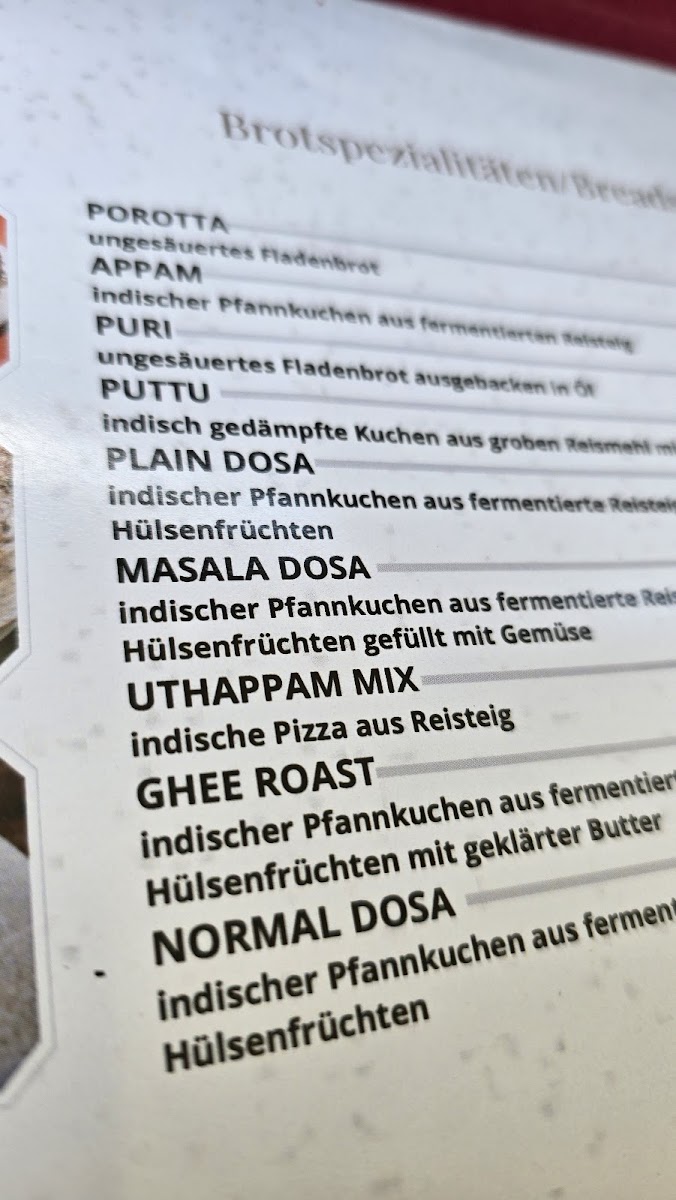 Brotspezialitäten/Breads
POROTTA
ungesäuertes Fladenbrot
APPAM
indischer Pfannkuchen aus fermentierten Reisteig
PURI
ungesäuertes Fladenbrot ausgebacken in Öl
PUTTU
indisch gedämpfte Kuchen aus groben Reismehl
PLAIN DOSA
indischer Pfannkuchen aus fermentierte
Hülsenfrüchten
MASALA DOSA
indischer Pfannkuchen aus fermentierte
Hülsenfrüchten gefüllt mit Gemüse
UTHAPPAM MIX
indische Pizza aus Reisteig
GHEE ROAST
indischer Pfannkuchen aus
Hülsenfrüchten mit geklärter Butter
NORMAL DOSA
indischer Pfannkuchen aus
Hülsenfrüchten